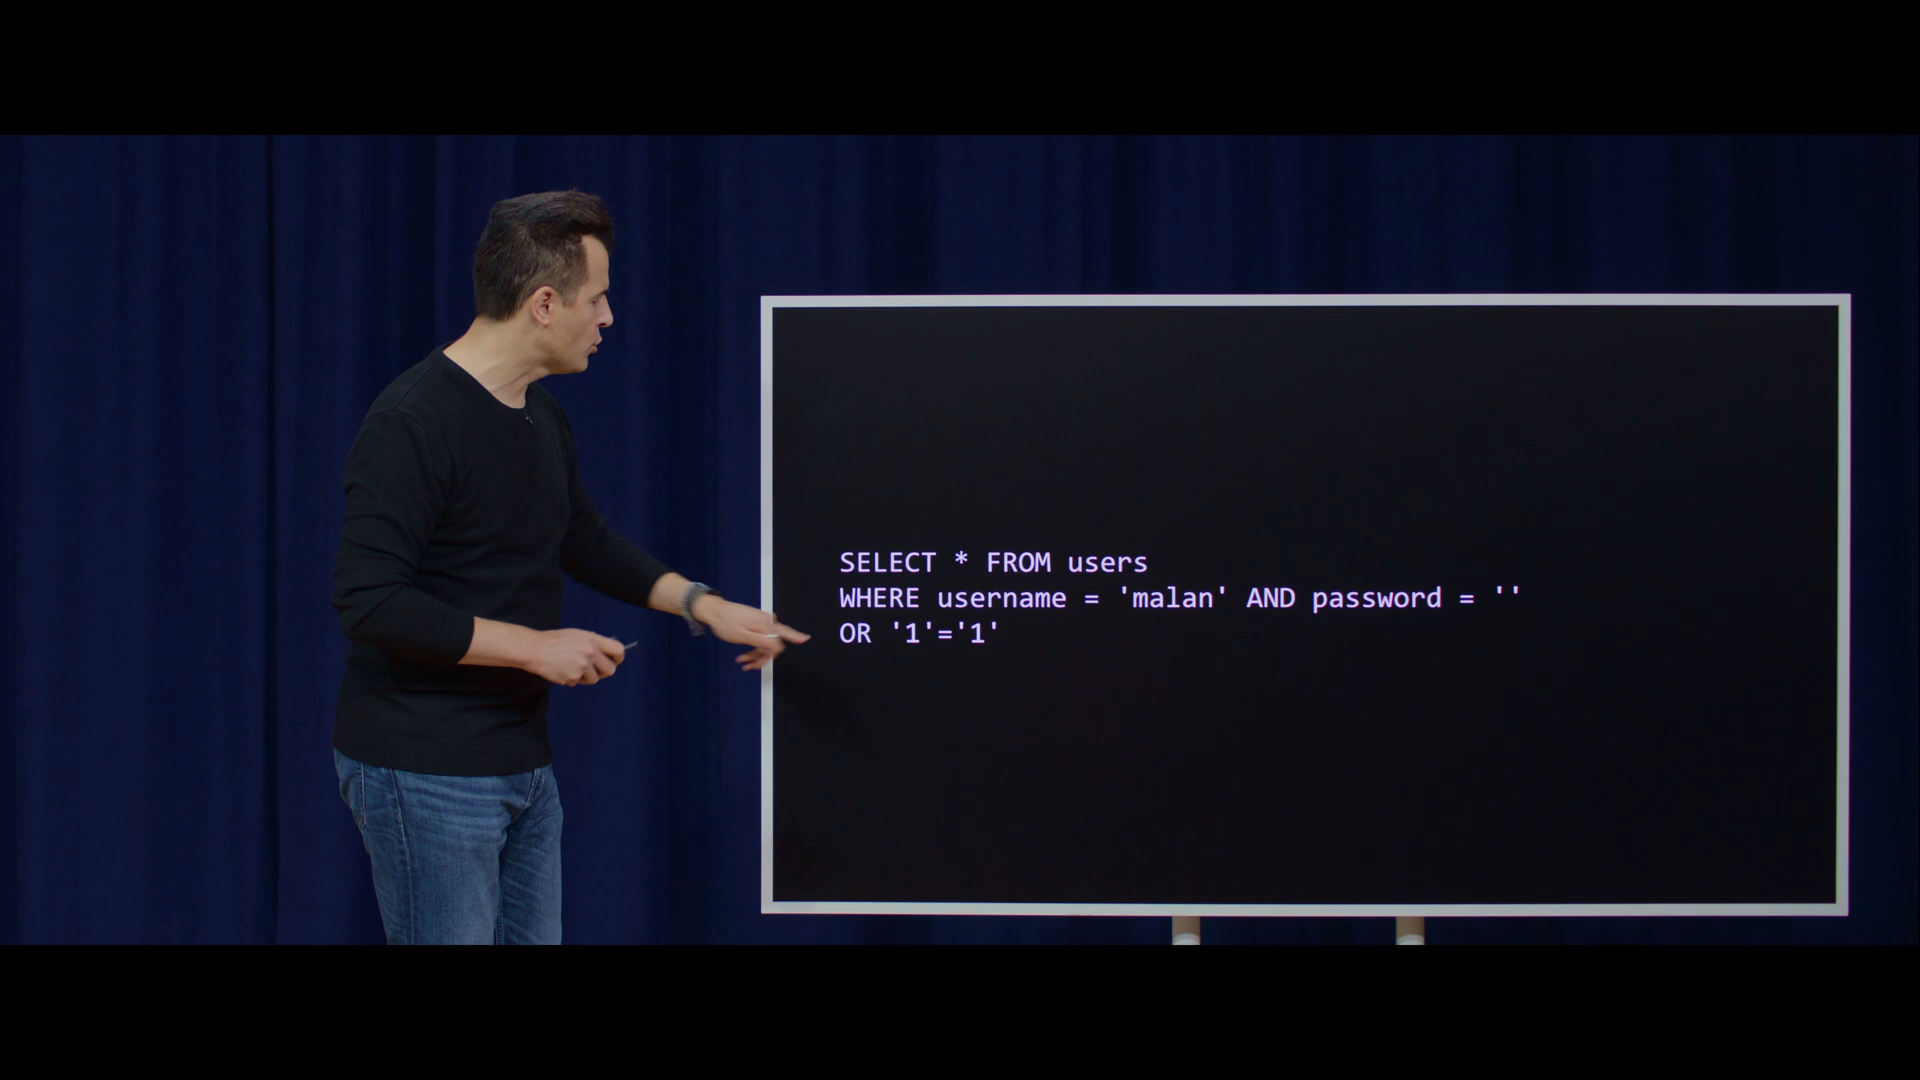 SELECT * FROM users
WHERE username = 'malan' AND password = ''
OR '1'='1'